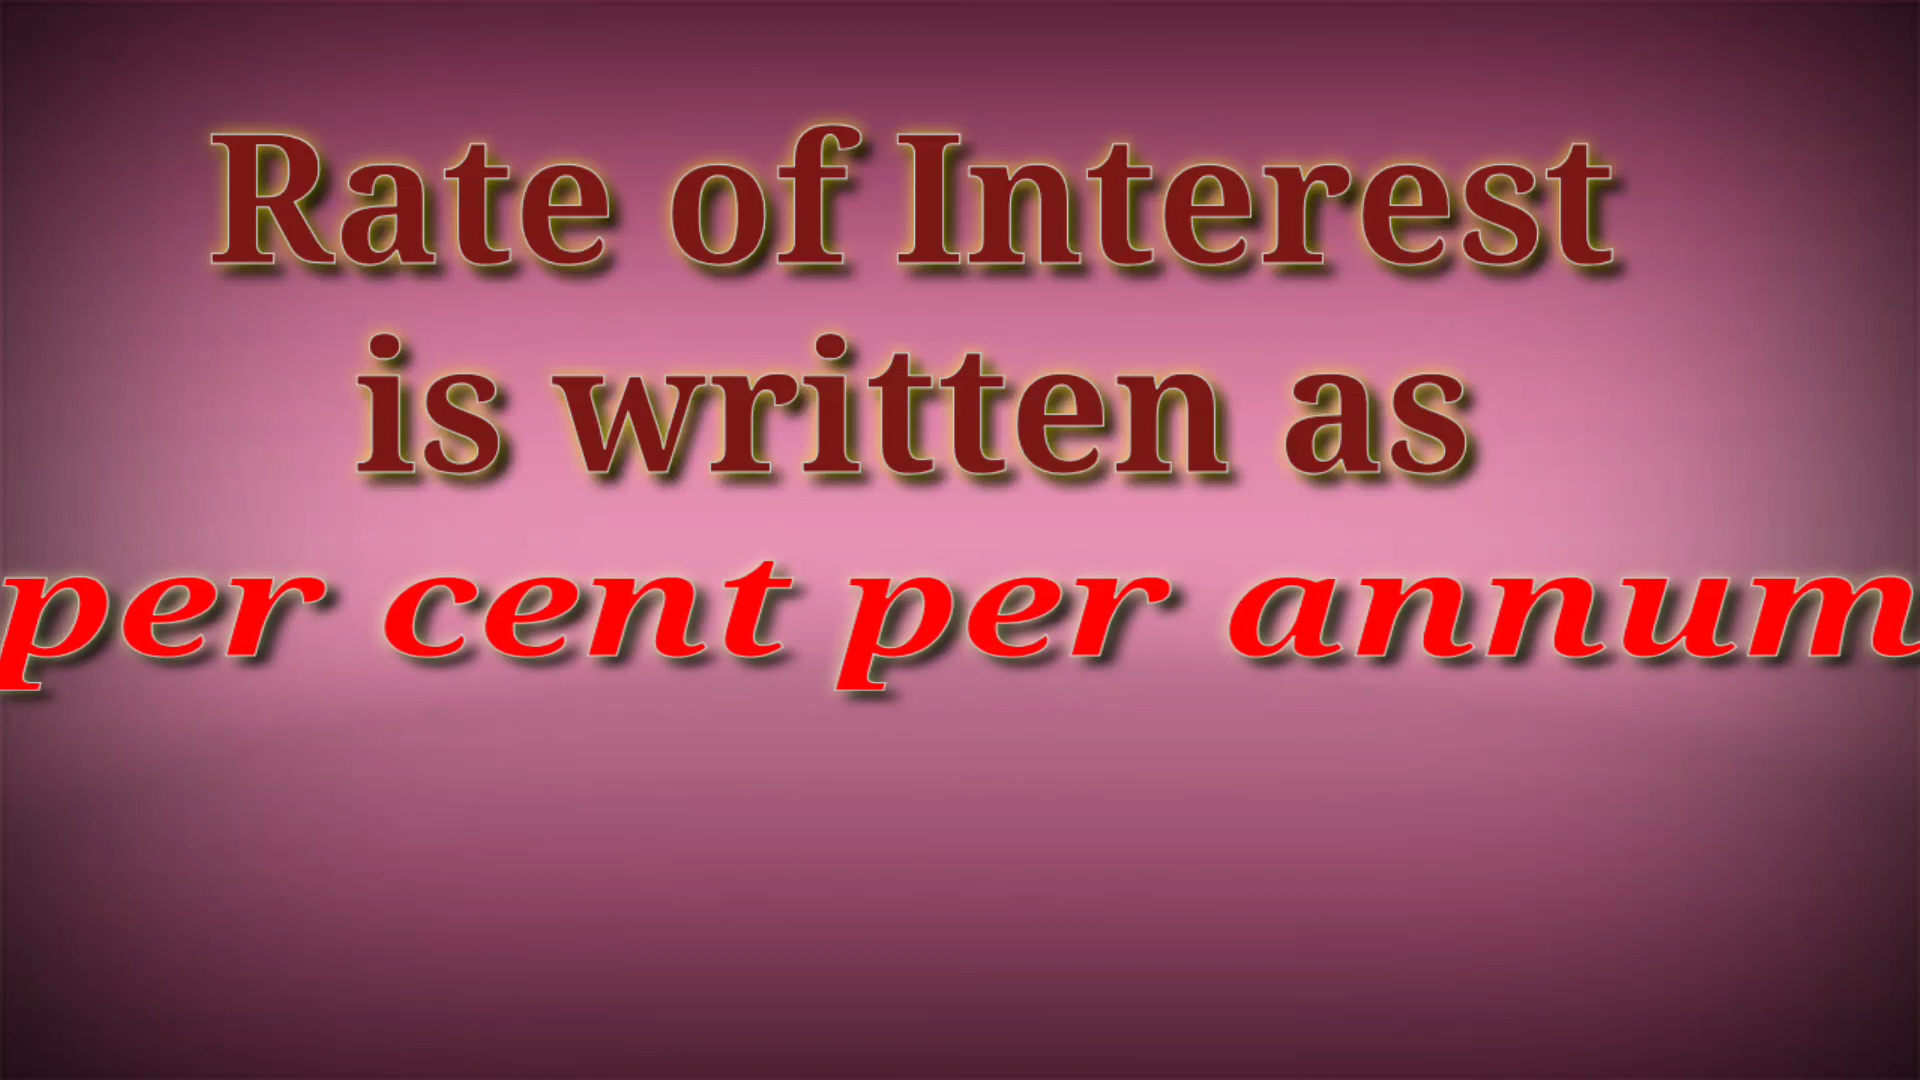 Rate of Interest
is written as
per cent per annum